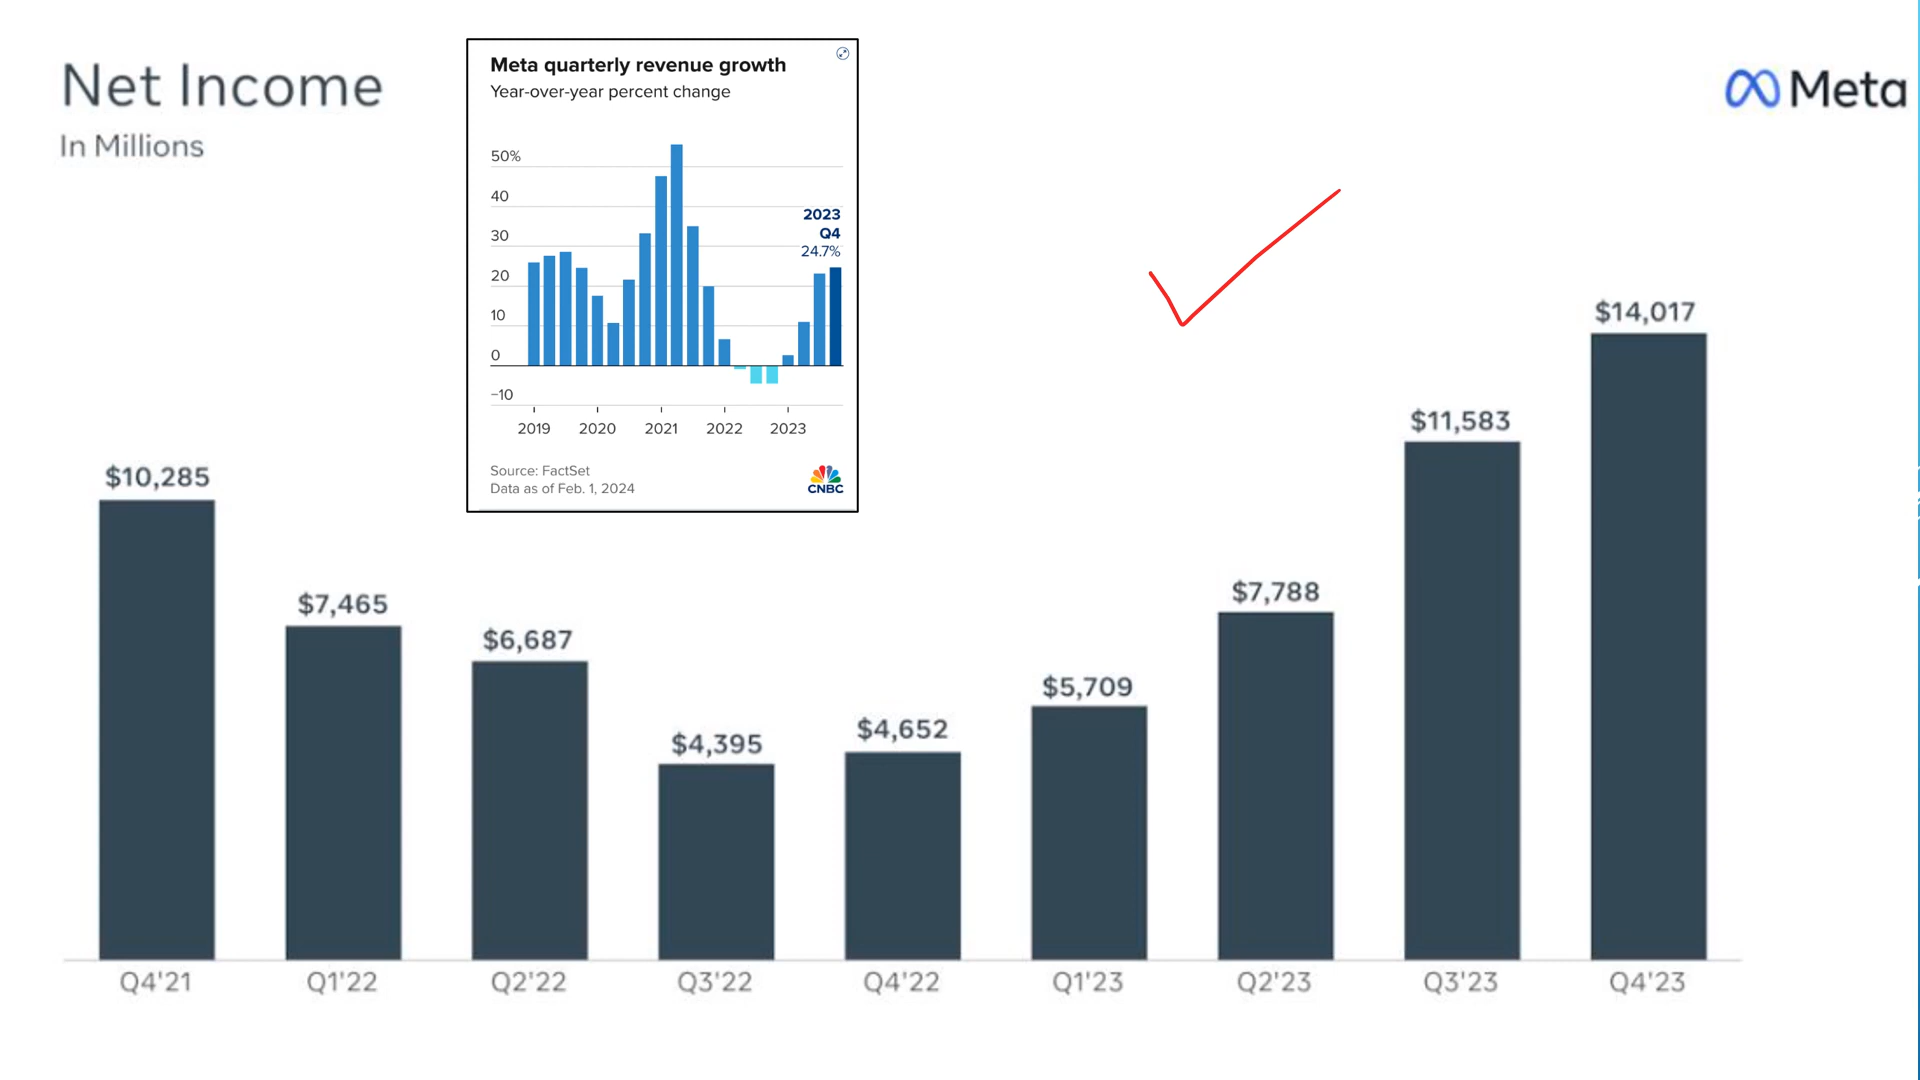 Net Income
In Millions
Meta quarterly revenue growth
Year-over-year percent change
50%
40
30
20
10
0
−10
2023
Q4
24.7%
2019 2020 2021 2022 2023
Source: FactSet
Data as of Feb. 1, 2024
CNBC
Meta
$10,285
$7,465
$6,687
$4,395
$4,652
$5,709
$7,788
$11,583
$14,017
Q4'21 Q1'22 Q2'22 Q3'22 Q4'22 Q1'23 Q2'23 Q3'23 Q4'23